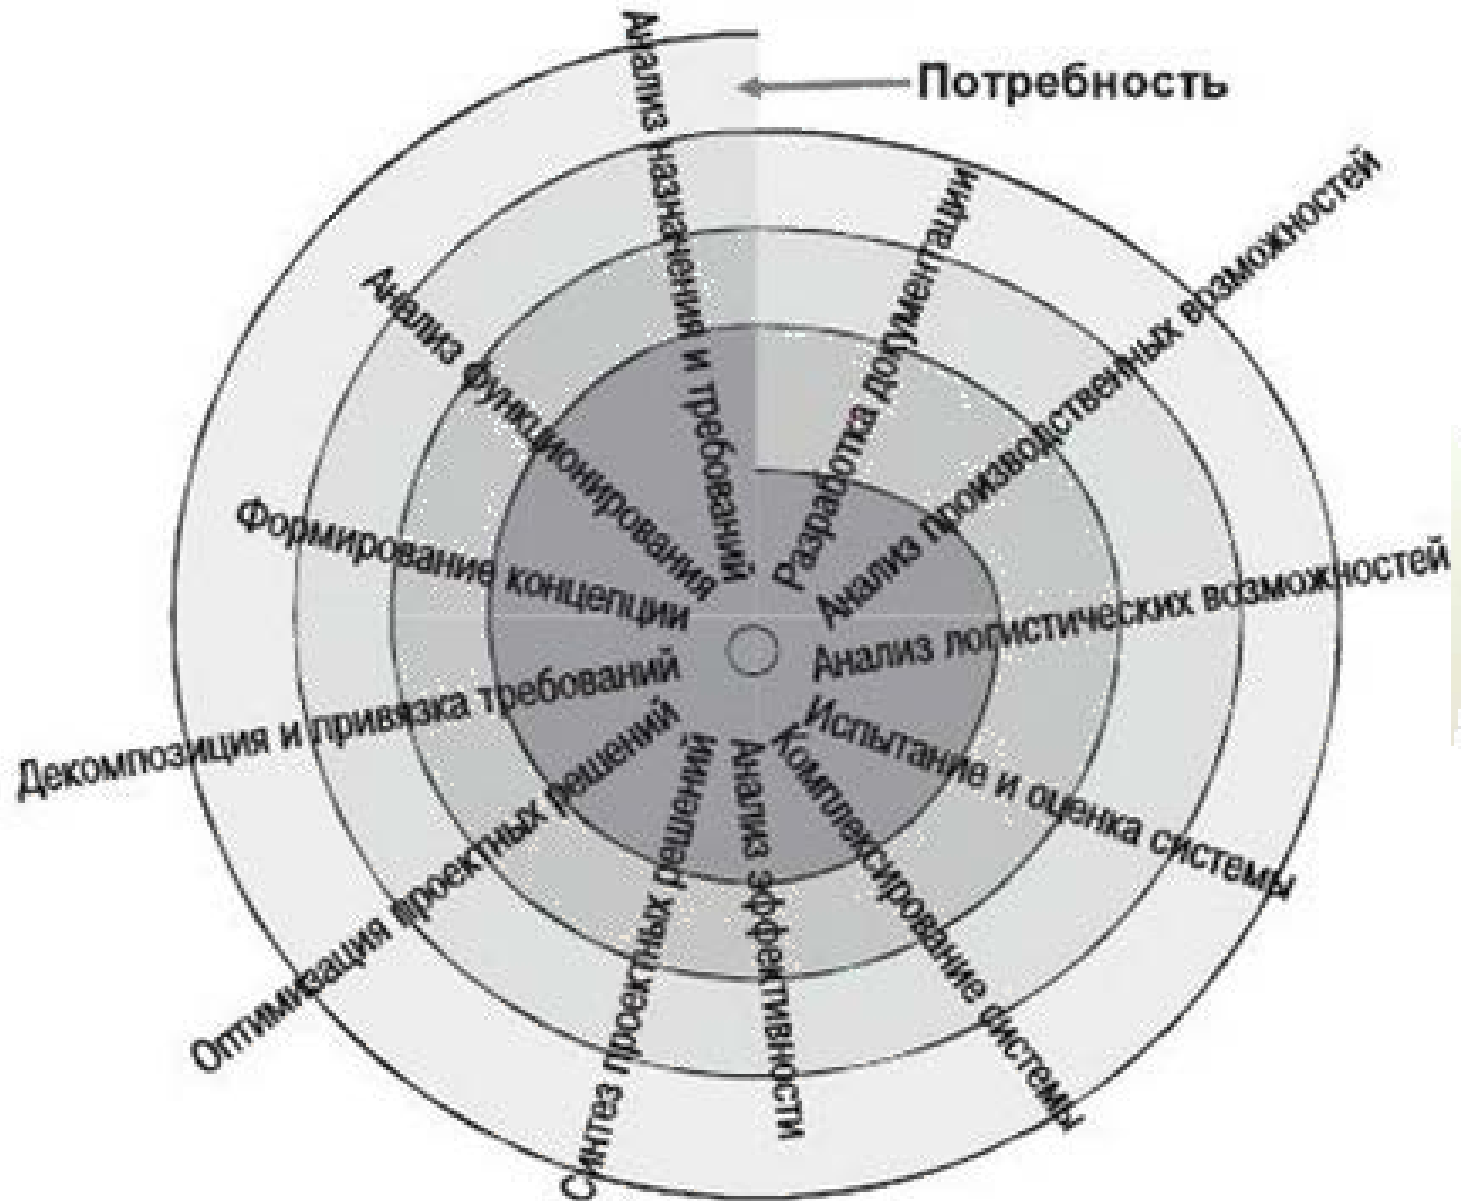 Потребность
Анализ назначения и требований
Анализ функционирования
Формирование концепции
Декомпозиция и привязка требований
Оптимизация проектных решений
Синтез проектных решений
Анализ эффективности
Комплексирование системы
Испытание и оценка системы
Анализ логистических возможностей
Анализ производственных возможностей
Разработка документации